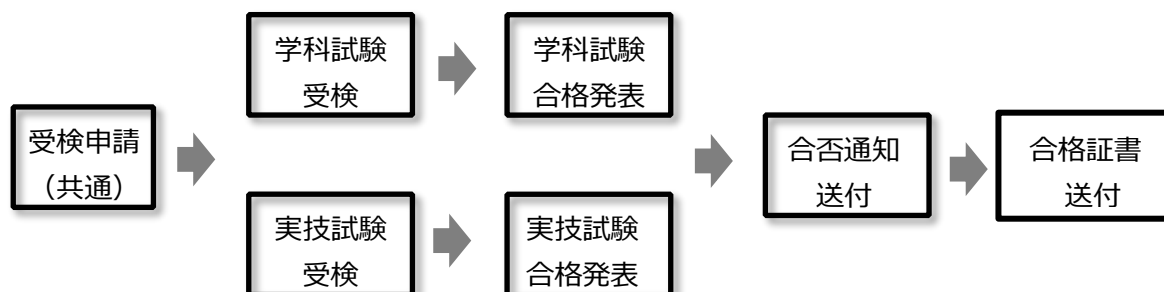 受検申請
（共通）
学科試験
受検
学科試験
合格発表
実技試験
受検
実技試験
合格発表
合否通知
送付
合格証書
送付